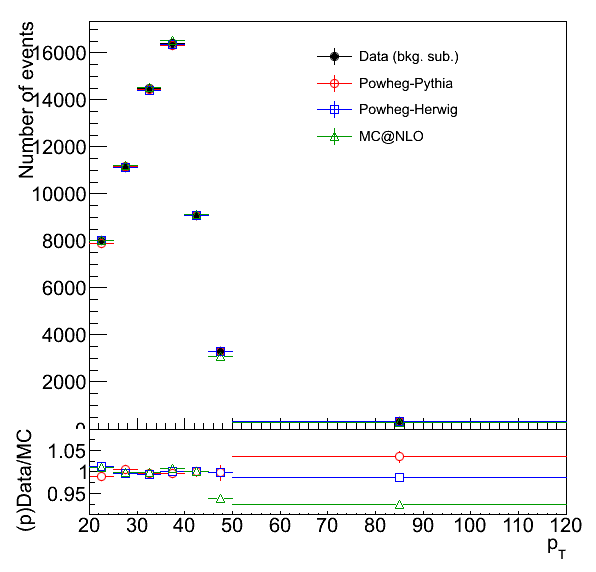 Number of events
16000
14000
12000
10000
8000
6000
4000
2000
0
Data (bkg. sub.)
Powheg-Pythia
Powheg-Herwig
MC@NLO
(p)Data/MC
1.05
1
0.95
20 30 40 50 60 70 80 90 100 110 120
pT